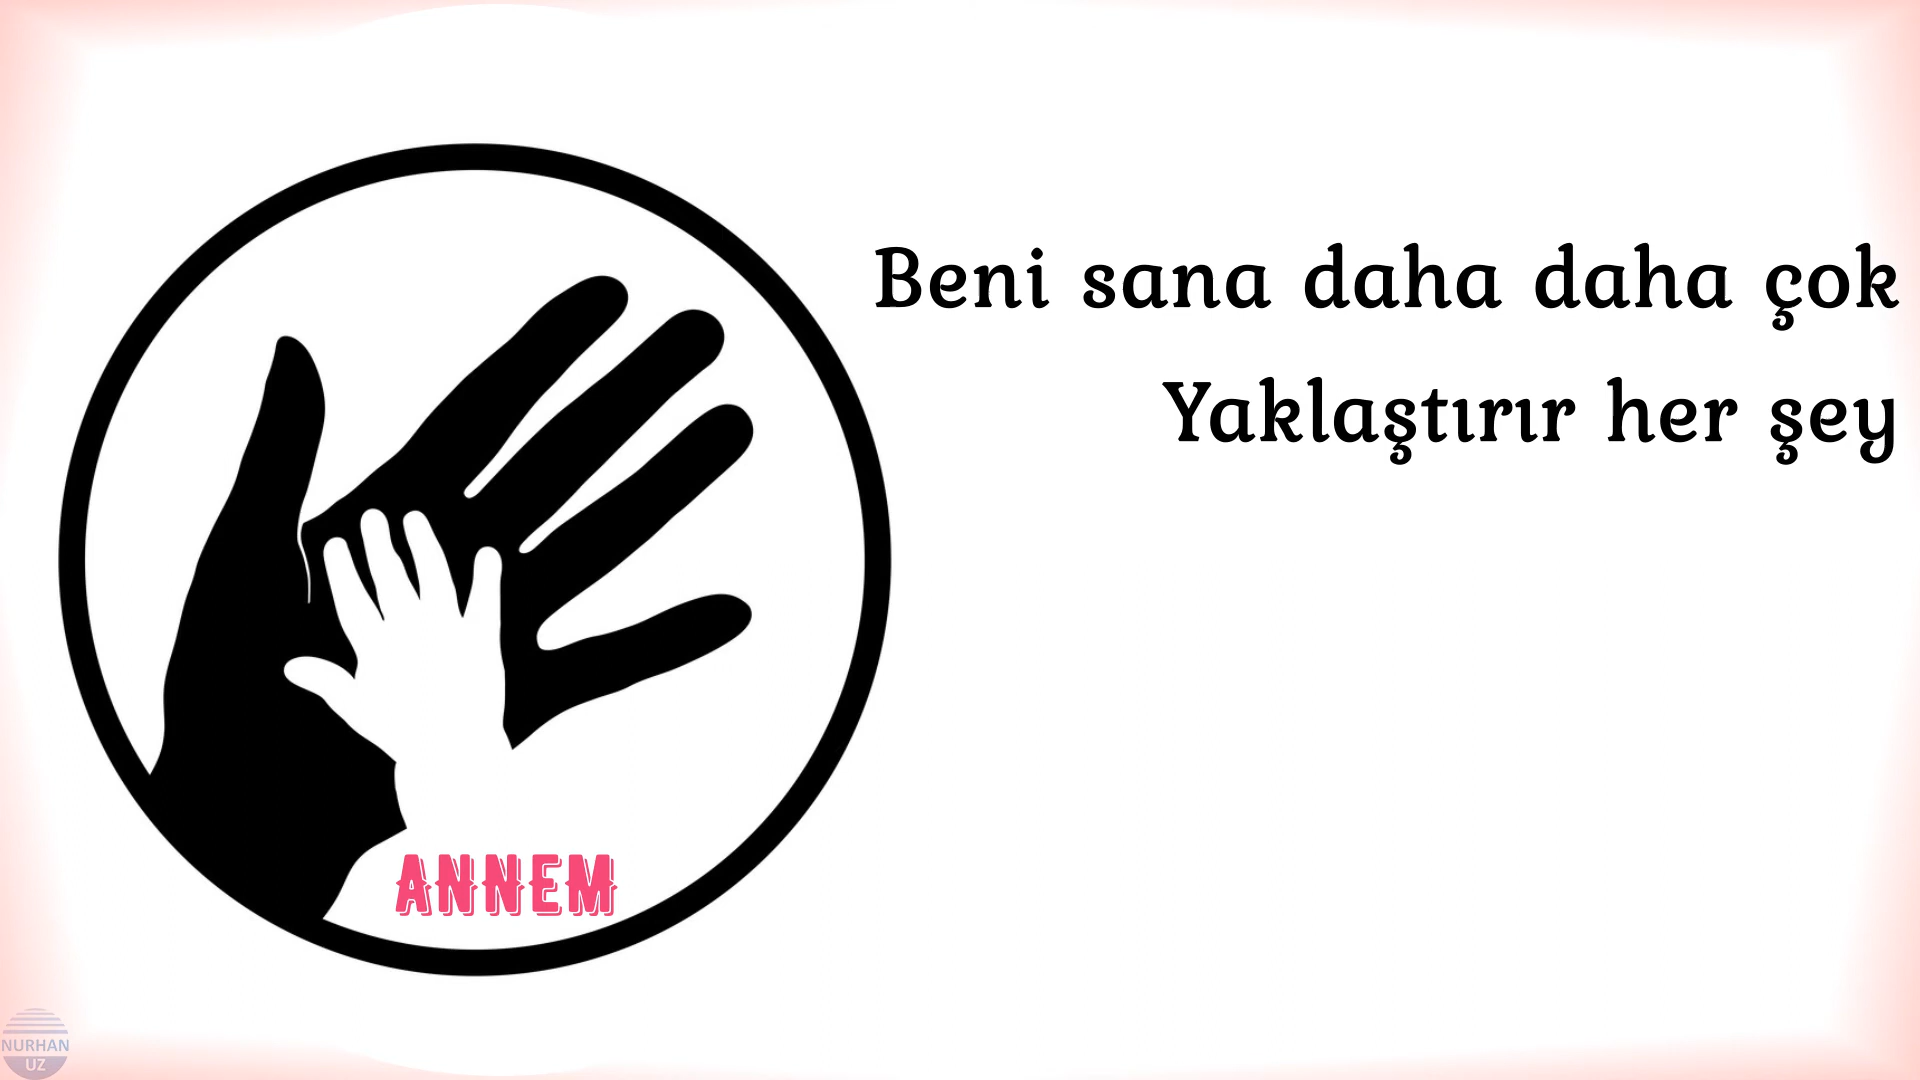 Beni sana daha daha çok
Yaklaştırır her şey
ANNEM
NURHAN
UZ